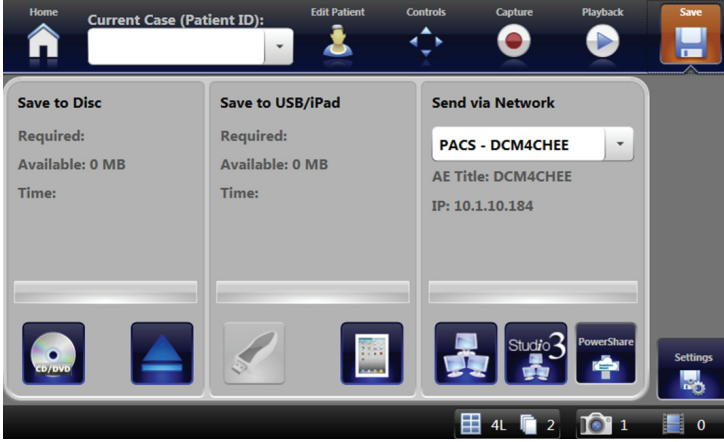 Home
Current Case (Patient ID):
Edit Patient
Controls
Capture
Playback
Save
Save to Disc
Required:
Available: 0 MB
Time:
CD/DVD
Save to USB/iPad
Required:
Available: 0 MB
Time:
Send via Network
PACS - DCM4CHEE
AE Title: DCM4CHEE
IP: 10.1.10.184
Studio3
PowerShare
Settings
4L 2 1 0